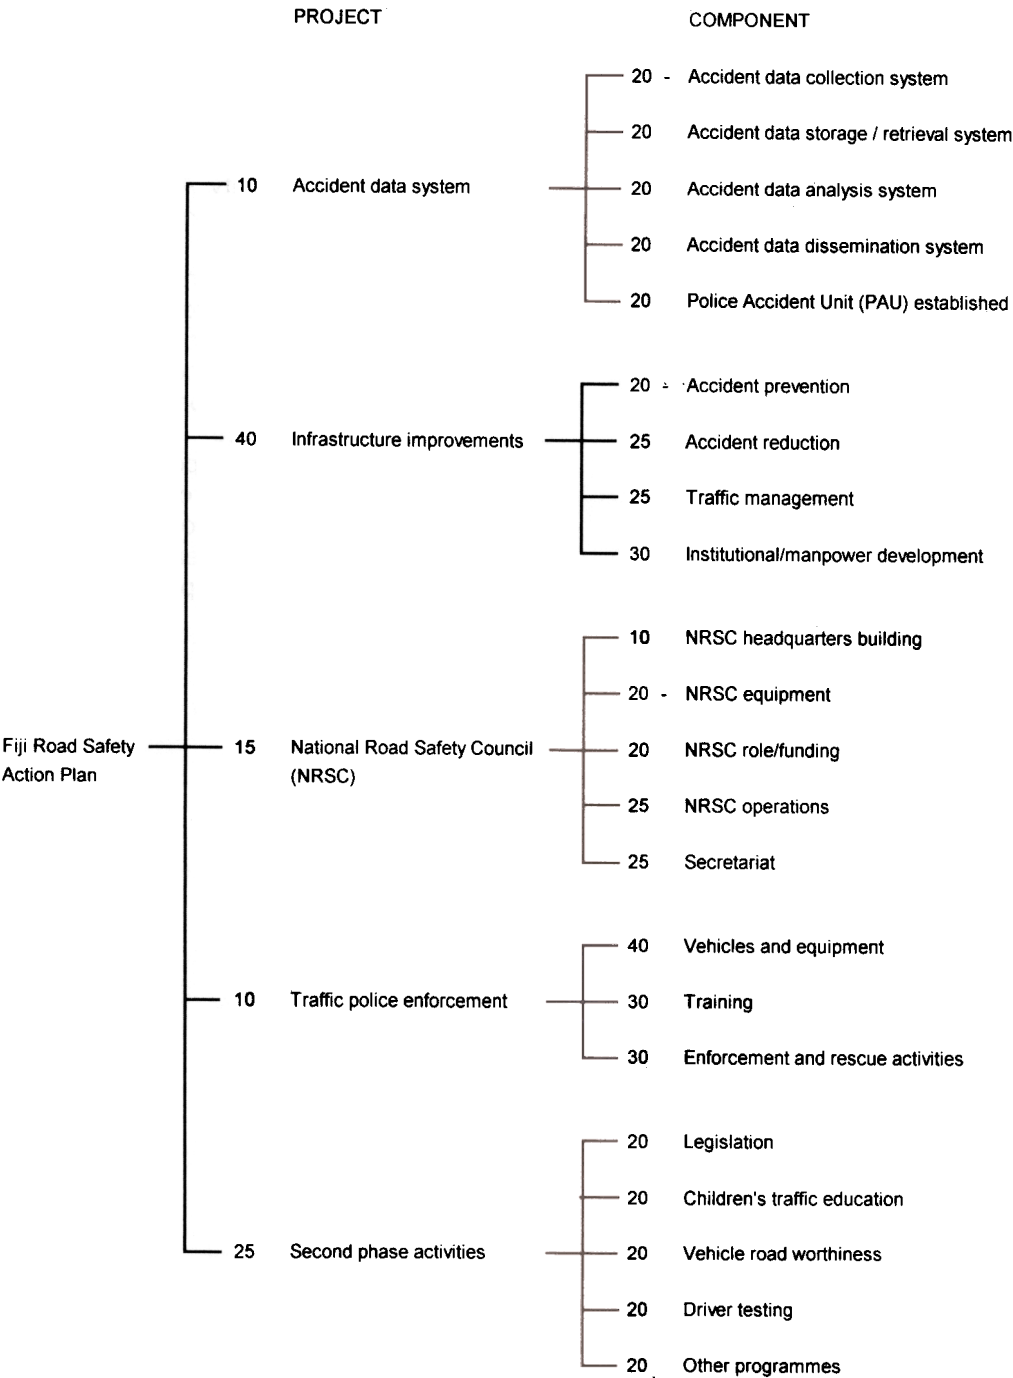 PROJECT COMPONENT
20 - Accident data collection system
20 Accident data storage / retrieval system
10 Accident data system
20 Accident data analysis system
20 Accident data dissemination system
20 Police Accident Unit (PAU) established
20 - Accident prevention
40 Infrastructure improvements
25 Accident reduction
25 Traffic management
30 Institutional/manpower development
10 NRSC headquarters building
20 - NRSC equipment
Fiji Road Safety
Action Plan
15 National Road Safety Council
(NRSC)
20 NRSC role/funding
25 NRSC operations
25 Secretariat
40 Vehicles and equipment
10 Traffic police enforcement
30 Training
30 Enforcement and rescue activities
20 Legislation
20 Children's traffic education
25 Second phase activities
20 Vehicle road worthiness
20 Driver testing
20 Other programmes